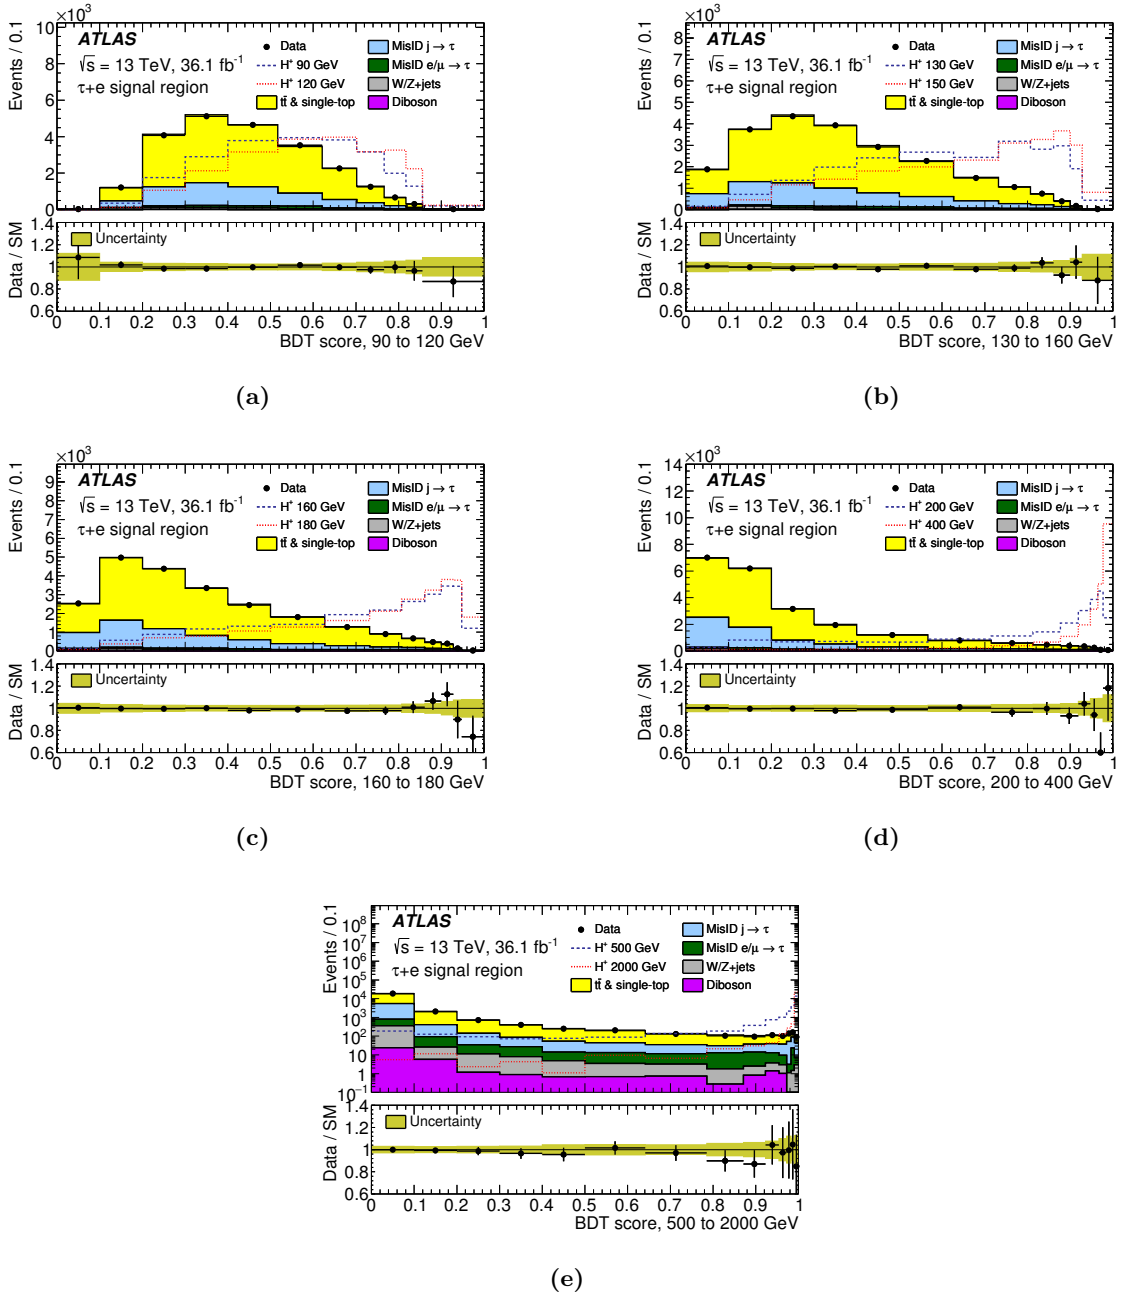 ×10³
Events / 0.1
10
8
6
4
2
0
ATLAS
√s = 13 TeV, 36.1 fb⁻¹
τ+e signal region
Data
H⁺ 90 GeV
H⁺ 120 GeV
tt̄ & single-top
MisID j → τ
MisID e/μ → τ
W/Z+jets
Diboson
Data / SM
1.4
1.2
1
0.8
0.6
Uncertainty
0 0.1 0.2 0.3 0.4 0.5 0.6 0.7 0.8 0.9 1
BDT score, 90 to 120 GeV
(a)
×10³
Events / 0.1
8
7
6
5
4
3
2
1
0
ATLAS
√s = 13 TeV, 36.1 fb⁻¹
τ+e signal region
Data
H⁺ 130 GeV
H⁺ 150 GeV
tt̄ & single-top
MisID j → τ
MisID e/μ → τ
W/Z+jets
Diboson
Data / SM
1.4
1.2
1
0.8
0.6
Uncertainty
0 0.1 0.2 0.3 0.4 0.5 0.6 0.7 0.8 0.9 1
BDT score, 130 to 160 GeV
(b)
×10³
Events / 0.1
9
8
7
6
5
4
3
2
1
0
ATLAS
√s = 13 TeV, 36.1 fb⁻¹
τ+e signal region
Data
H⁺ 160 GeV
H⁺ 180 GeV
tt̄ & single-top
MisID j → τ
MisID e/μ → τ
W/Z+jets
Diboson
Data / SM
1.4
1.2
1
0.8
0.6
Uncertainty
0 0.1 0.2 0.3 0.4 0.5 0.6 0.7 0.8 0.9 1
BDT score, 160 to 180 GeV
(c)
×10³
Events / 0.1
14
12
10
8
6
4
2
0
ATLAS
√s = 13 TeV, 36.1 fb⁻¹
τ+e signal region
Data
H⁺ 200 GeV
H⁺ 400 GeV
tt̄ & single-top
MisID j → τ
MisID e/μ → τ
W/Z+jets
Diboson
Data / SM
1.4
1.2
1
0.8
0.6
Uncertainty
0 0.1 0.2 0.3 0.4 0.5 0.6 0.7 0.8 0.9 1
BDT score, 200 to 400 GeV
(d)
Events / 0.1
10⁸
10⁷
10⁶
10⁵
10⁴
10³
10²
10
1
10⁻¹
ATLAS
√s = 13 TeV, 36.1 fb⁻¹
τ+e signal region
Data
H⁺ 500 GeV
H⁺ 2000 GeV
tt̄ & single-top
MisID j → τ
MisID e/μ → τ
W/Z+jets
Diboson
Data / SM
1.4
1.2
1
0.8
0.6
Uncertainty
0 0.1 0.2 0.3 0.4 0.5 0.6 0.7 0.8 0.9 1
BDT score, 500 to 2000 GeV
(e)